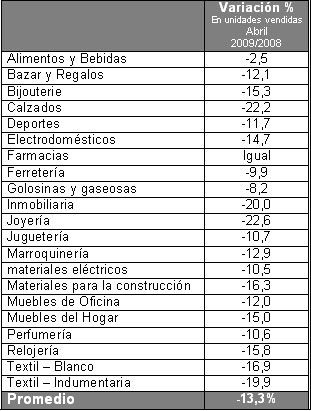 Variación %
En unidades vendidas
Abril
2009/2008
Alimentos y Bebidas -2,5
Bazar y Regalos -12,1
Bijouterie -15,3
Calzados -22,2
Deportes -11,7
Electrodomésticos -14,7
Farmacias Igual
Ferretería -9,9
Golosinas y gaseosas -8,2
Inmobiliaria -20,0
Joyería -22,6
Juguetería -10,7
Marroquinería -12,9
materiales eléctricos -10,5
Materiales para la construcción -16,3
Muebles de Oficina -12,0
Muebles del Hogar -15,0
Perfumería -10,6
Relojería -15,8
Textil – Blanco -16,9
Textil – Indumentaria -19,9
Promedio -13,3%